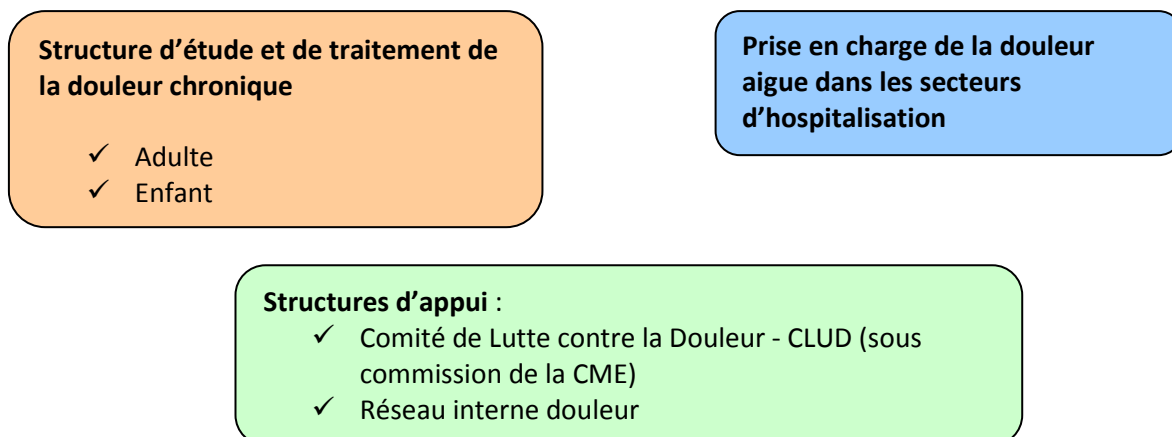 Structure d’étude et de traitement de
la douleur chronique
✓ Adulte
✓ Enfant
Prise en charge de la douleur
aigue dans les secteurs
d’hospitalisation
Structures d’appui :
✓ Comité de Lutte contre la Douleur - CLUD (sous
commission de la CME)
✓ Réseau interne douleur